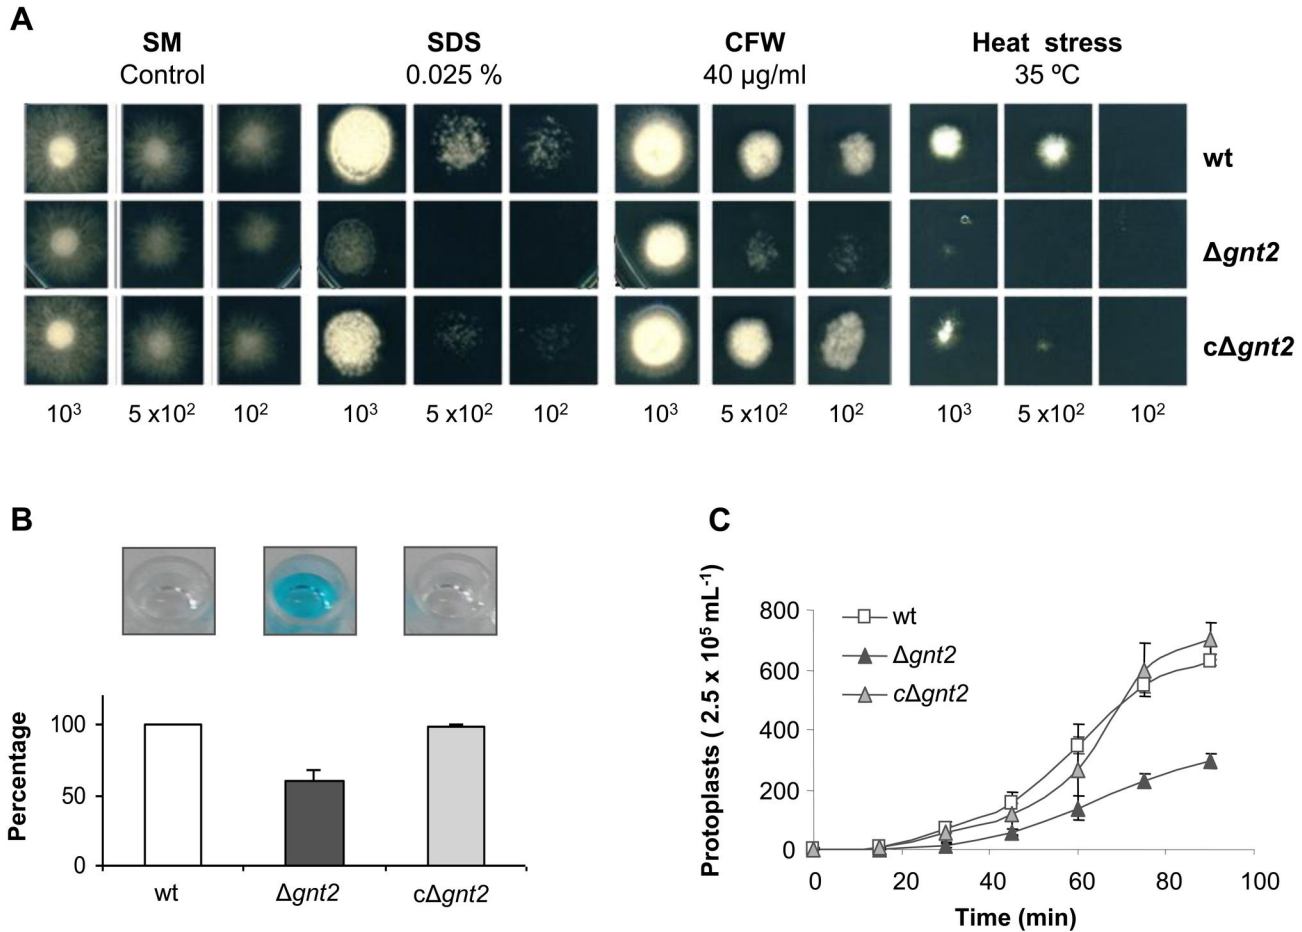 A
SM
Control
SDS
0.025 %
CFW
40 µg/ml
Heat stress
35 ºC
wt
Δgnt2
cΔgnt2
10³ 5 x10² 10² 10³ 5 x10² 10² 10³ 5 x10² 10² 10³ 5 x10² 10²
B
Percentage
100
50
0
wt Δgnt2 cΔgnt2
C
Protoplasts ( 2.5 x 10⁵ mL⁻¹)
800
600
400
200
0
wt
Δgnt2
cΔgnt2
0 20 40 60 80 100
Time (min)